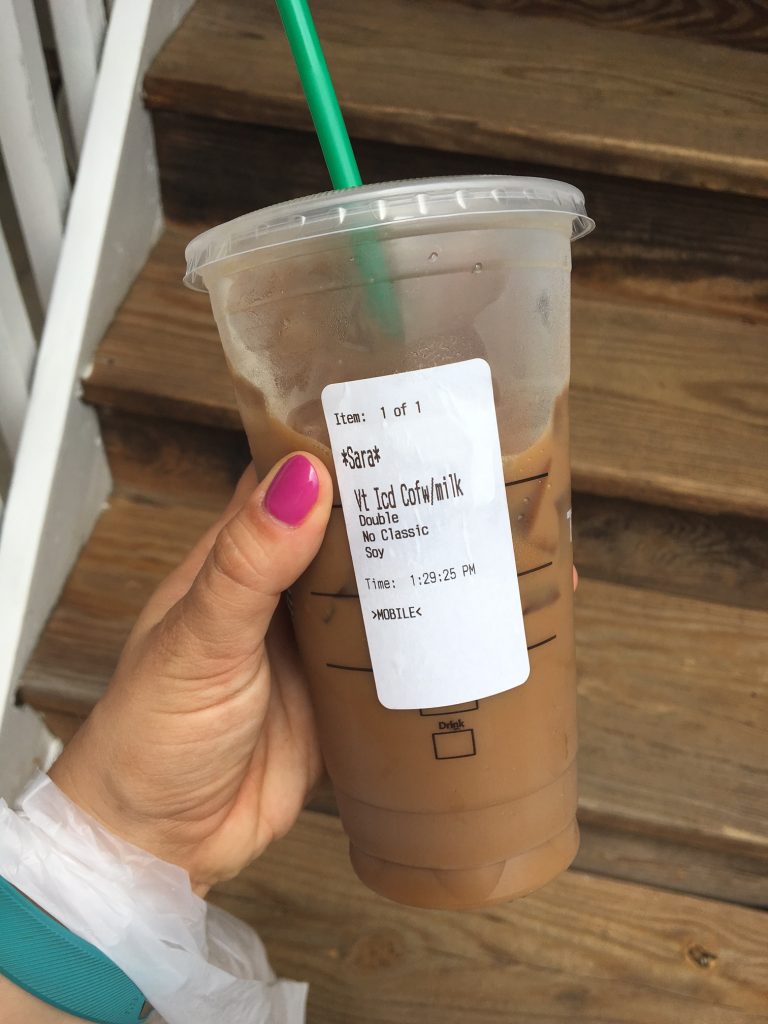 Item: 1 of 1
*Sara*
Vt Icd Cofw/milk
Double
No Classic
Soy
Time: 1:29:25 PM
>MOBILE<
Drink